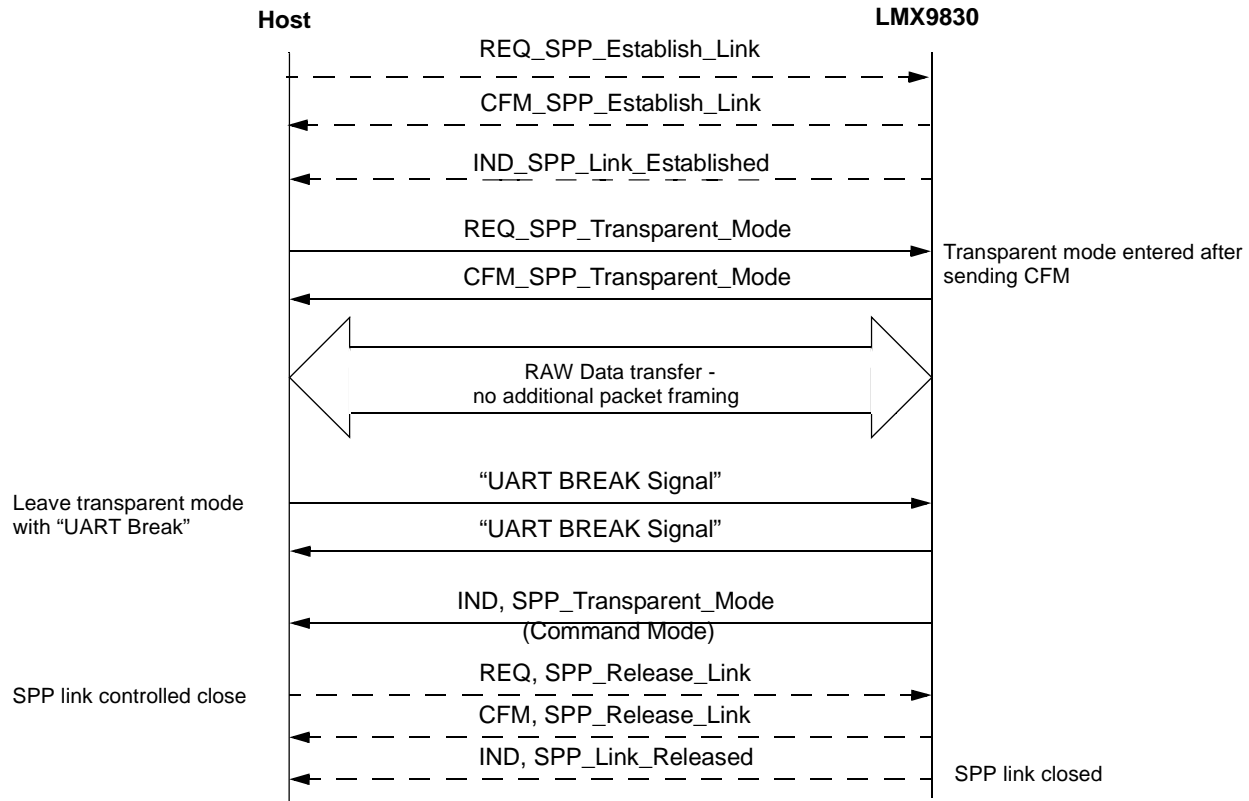 Host
LMX9830
REQ_SPP_Establish_Link
CFM_SPP_Establish_Link
IND_SPP_Link_Established
REQ_SPP_Transparent_Mode
Transparent mode entered after
sending CFM
CFM_SPP_Transparent_Mode
RAW Data transfer -
no additional packet framing
“UART BREAK Signal”
Leave transparent mode
with “UART Break”
“UART BREAK Signal”
IND, SPP_Transparent_Mode
(Command Mode)
REQ, SPP_Release_Link
SPP link controlled close
CFM, SPP_Release_Link
IND, SPP_Link_Released
SPP link closed